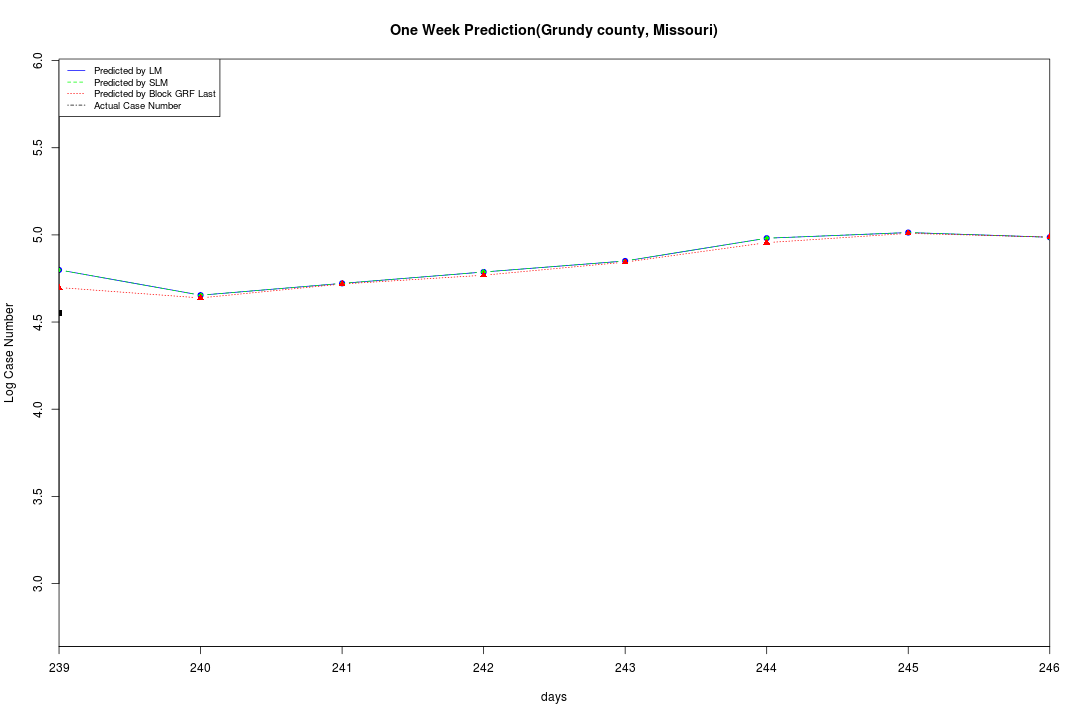 One Week Prediction(Grundy county, Missouri)
Predicted by LM
Predicted by SLM
Predicted by Block GRF Last
Actual Case Number
6.0
5.5
5.0
4.5
4.0
3.5
3.0
Log Case Number
239 240 241 242 243 244 245 246
days